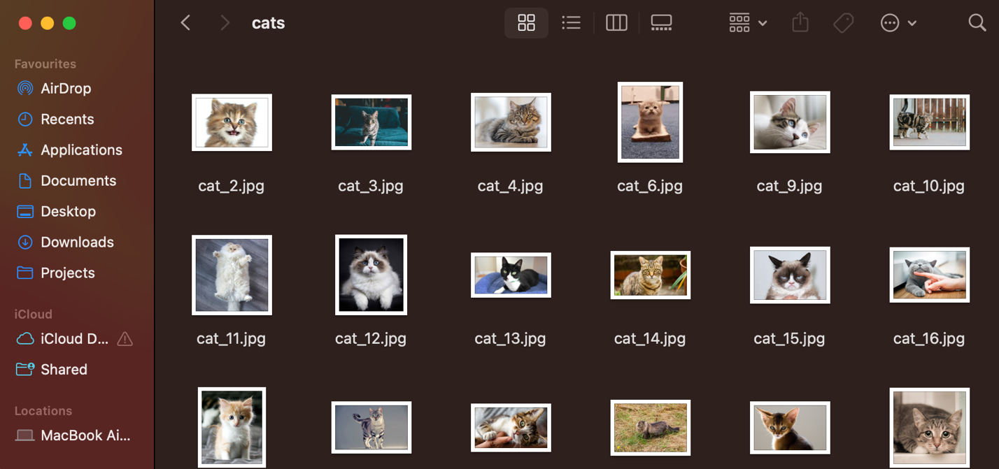 cats
Favourites
AirDrop
Recents
Applications
Documents
Desktop
Downloads
Projects
iCloud
iCloud D...
Shared
Locations
MacBook Ai...
cat_2.jpg
cat_3.jpg
cat_4.jpg
cat_6.jpg
cat_9.jpg
cat_10.jpg
cat_11.jpg
cat_12.jpg
cat_13.jpg
cat_14.jpg
cat_15.jpg
cat_16.jpg